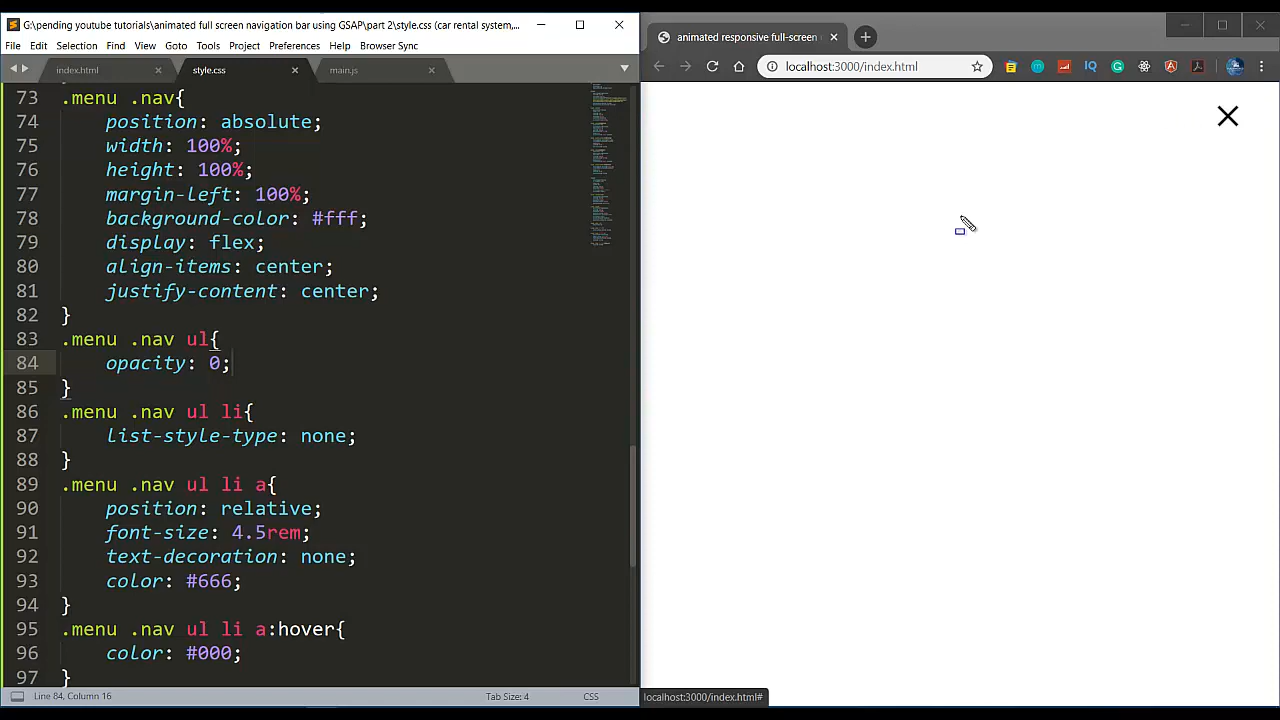 G:\pending youtube tutorials\animated full screen navigation bar using GSAP\part 2\style.css (car rental system,...
File Edit Selection Find View Goto Tools Project Preferences Help Browser Sync
index.html style.css main.js
73 .menu .nav{
74 position: absolute;
75 width: 100%;
76 height: 100%;
77 margin-left: 100%;
78 background-color: #fff;
79 display: flex;
80 align-items: center;
81 justify-content: center;
82 }
83 .menu .nav ul{
84 opacity: 0;
85 }
86 .menu .nav ul li{
87 list-style-type: none;
88 }
89 .menu .nav ul li a{
90 position: relative;
91 font-size: 4.5rem;
92 text-decoration: none;
93 color: #666;
94 }
95 .menu .nav ul li a:hover{
96 color: #000;
97 }
Line 84, Column 16 Tab Size: 4 CSS
animated responsive full-screen
localhost:3000/index.html
IQ
localhost:3000/index.html#